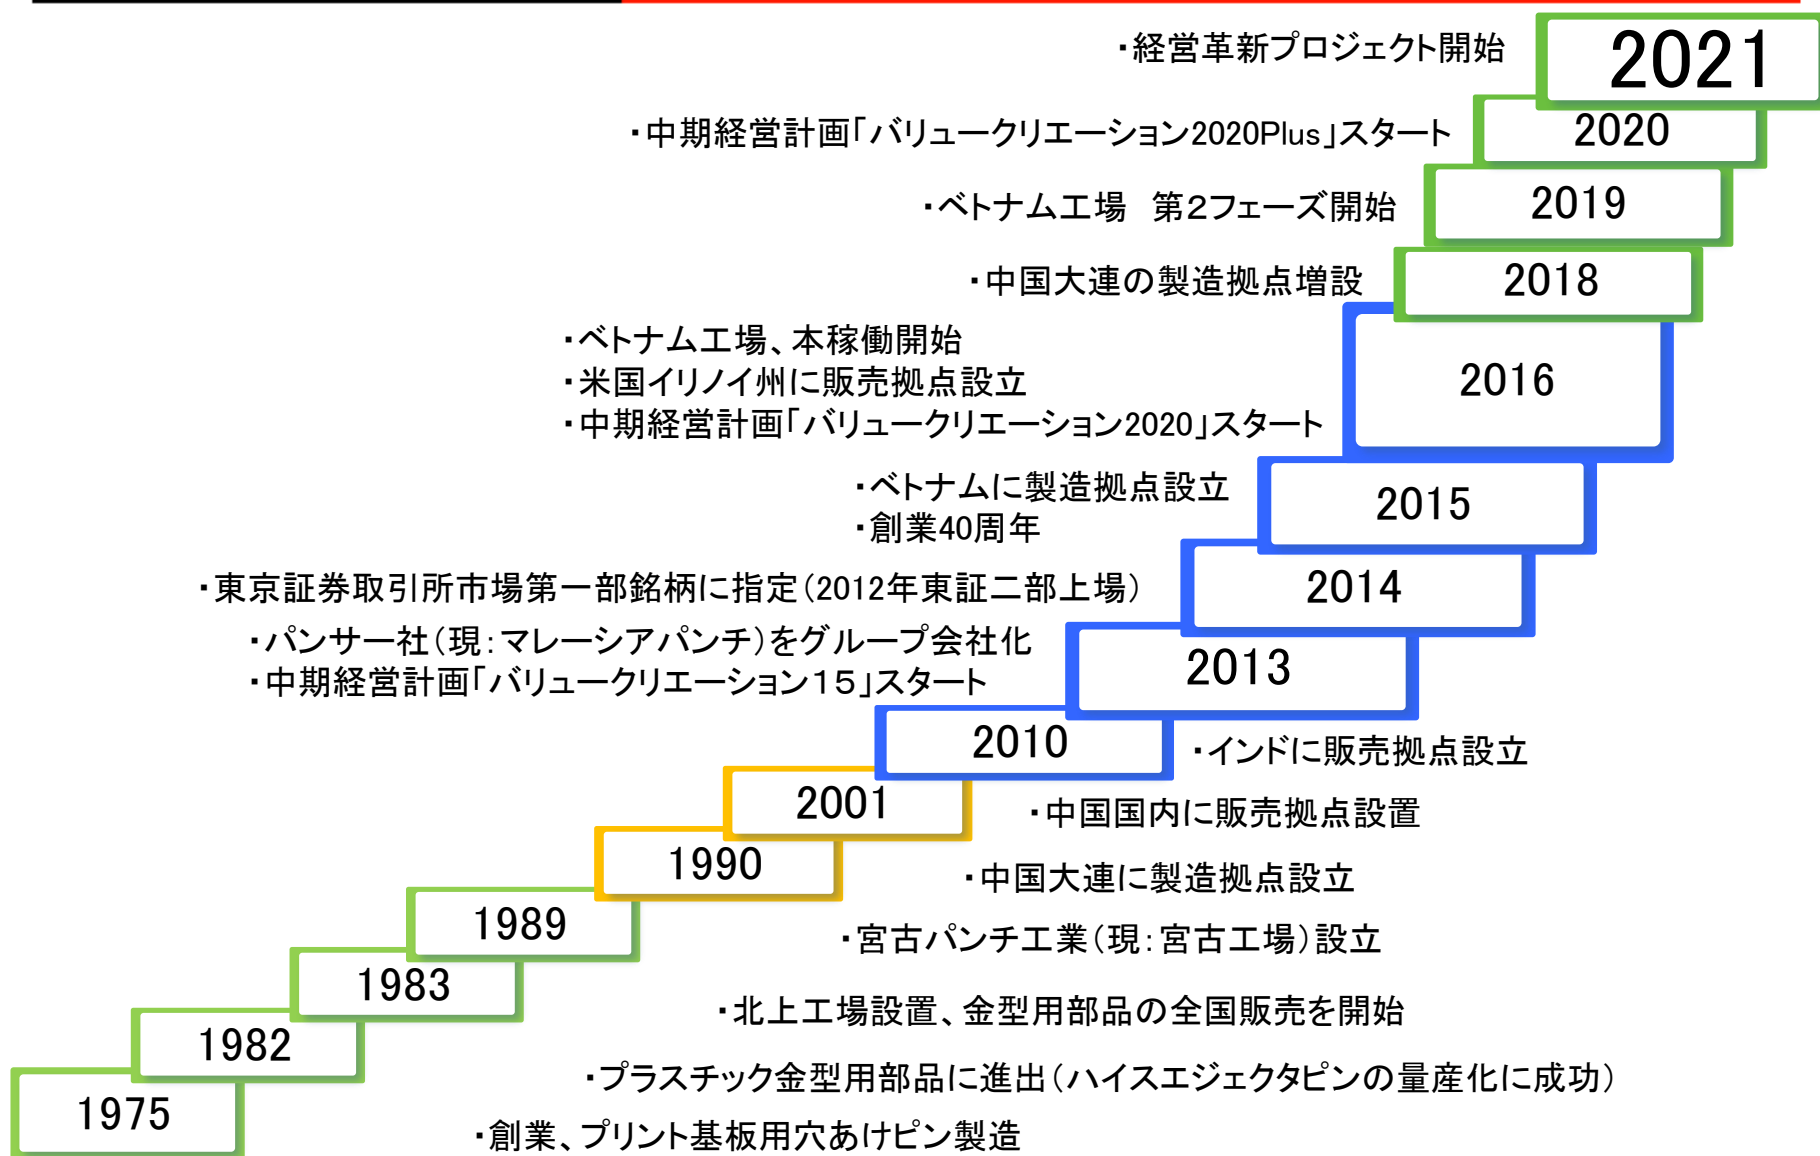 ・経営革新プロジェクト開始
2021
・中期経営計画「バリュークリエーション2020Plus」スタート
2020
・ベトナム工場　第２フェーズ開始
2019
・中国大連の製造拠点増設
2018
・ベトナム工場、本稼働開始
・米国イリノイ州に販売拠点設立
・中期経営計画「バリュークリエーション2020」スタート
2016
・ベトナムに製造拠点設立
・創業40周年
2015
・東京証券取引所市場第一部銘柄に指定（2012年東証二部上場）
2014
・パンサー社（現：マレーシアパンチ）をグループ会社化
・中期経営計画「バリュークリエーション１５」スタート
2013
2010
・インドに販売拠点設立
2001
・中国国内に販売拠点設置
1990
・中国大連に製造拠点設立
1989
・宮古パンチ工業（現：宮古工場）設立
1983
・北上工場設置、金型用部品の全国販売を開始
1982
・プラスチック金型用部品に進出（ハイスエジェクタピンの量産化に成功）
1975
・創業、プリント基板用穴あけピン製造